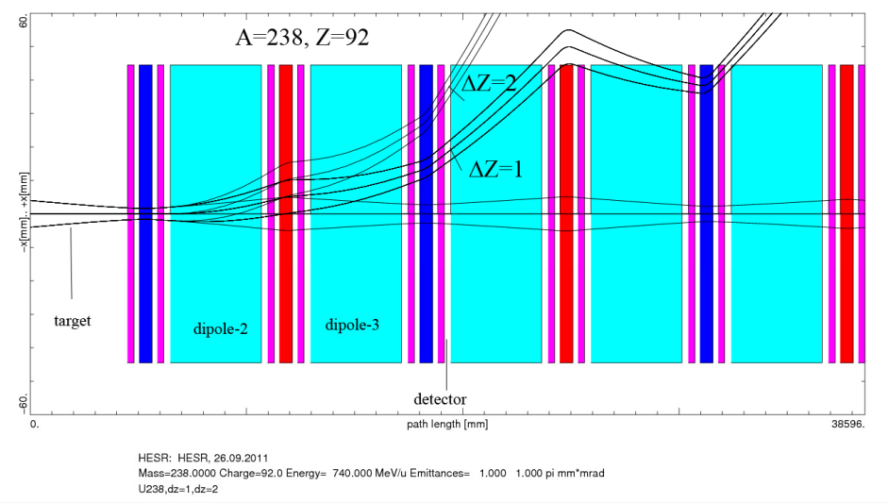 60.
A=238, Z=92
ΔZ=2
ΔZ=1
-x[mm].. +x[mm]
target
dipole-2
dipole-3
detector
-60.
0.
path length [mm]
38596.
HESR: HESR, 26.09.2011
Mass=238.0000 Charge=92.0 Energy= 740.000 MeV/u Emittances= 1.000 1.000 pi mm*mrad
U238,dz=1,dz=2